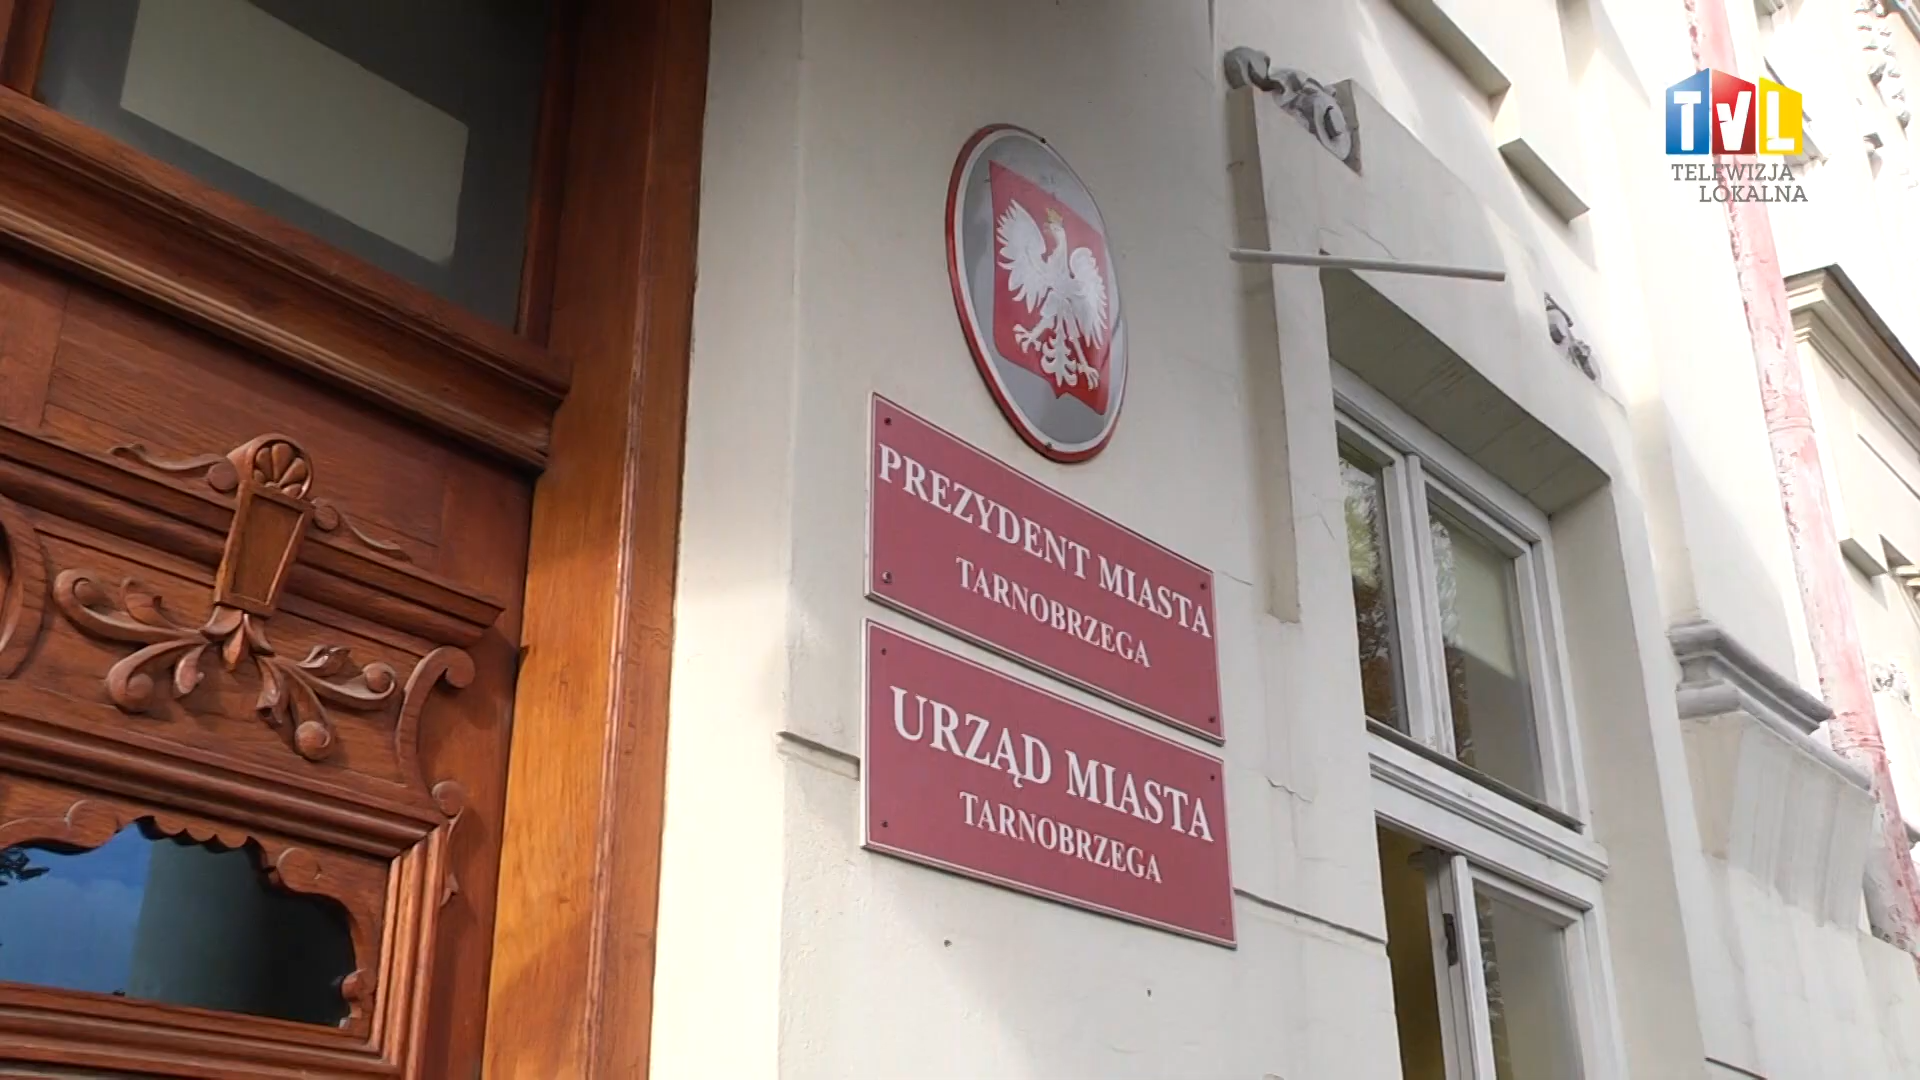 TVL
TELEWIZJA
LOKALNA
PREZYDENT MIASTA
TARNOBRZEGA
URZĄD MIASTA
TARNOBRZEGA